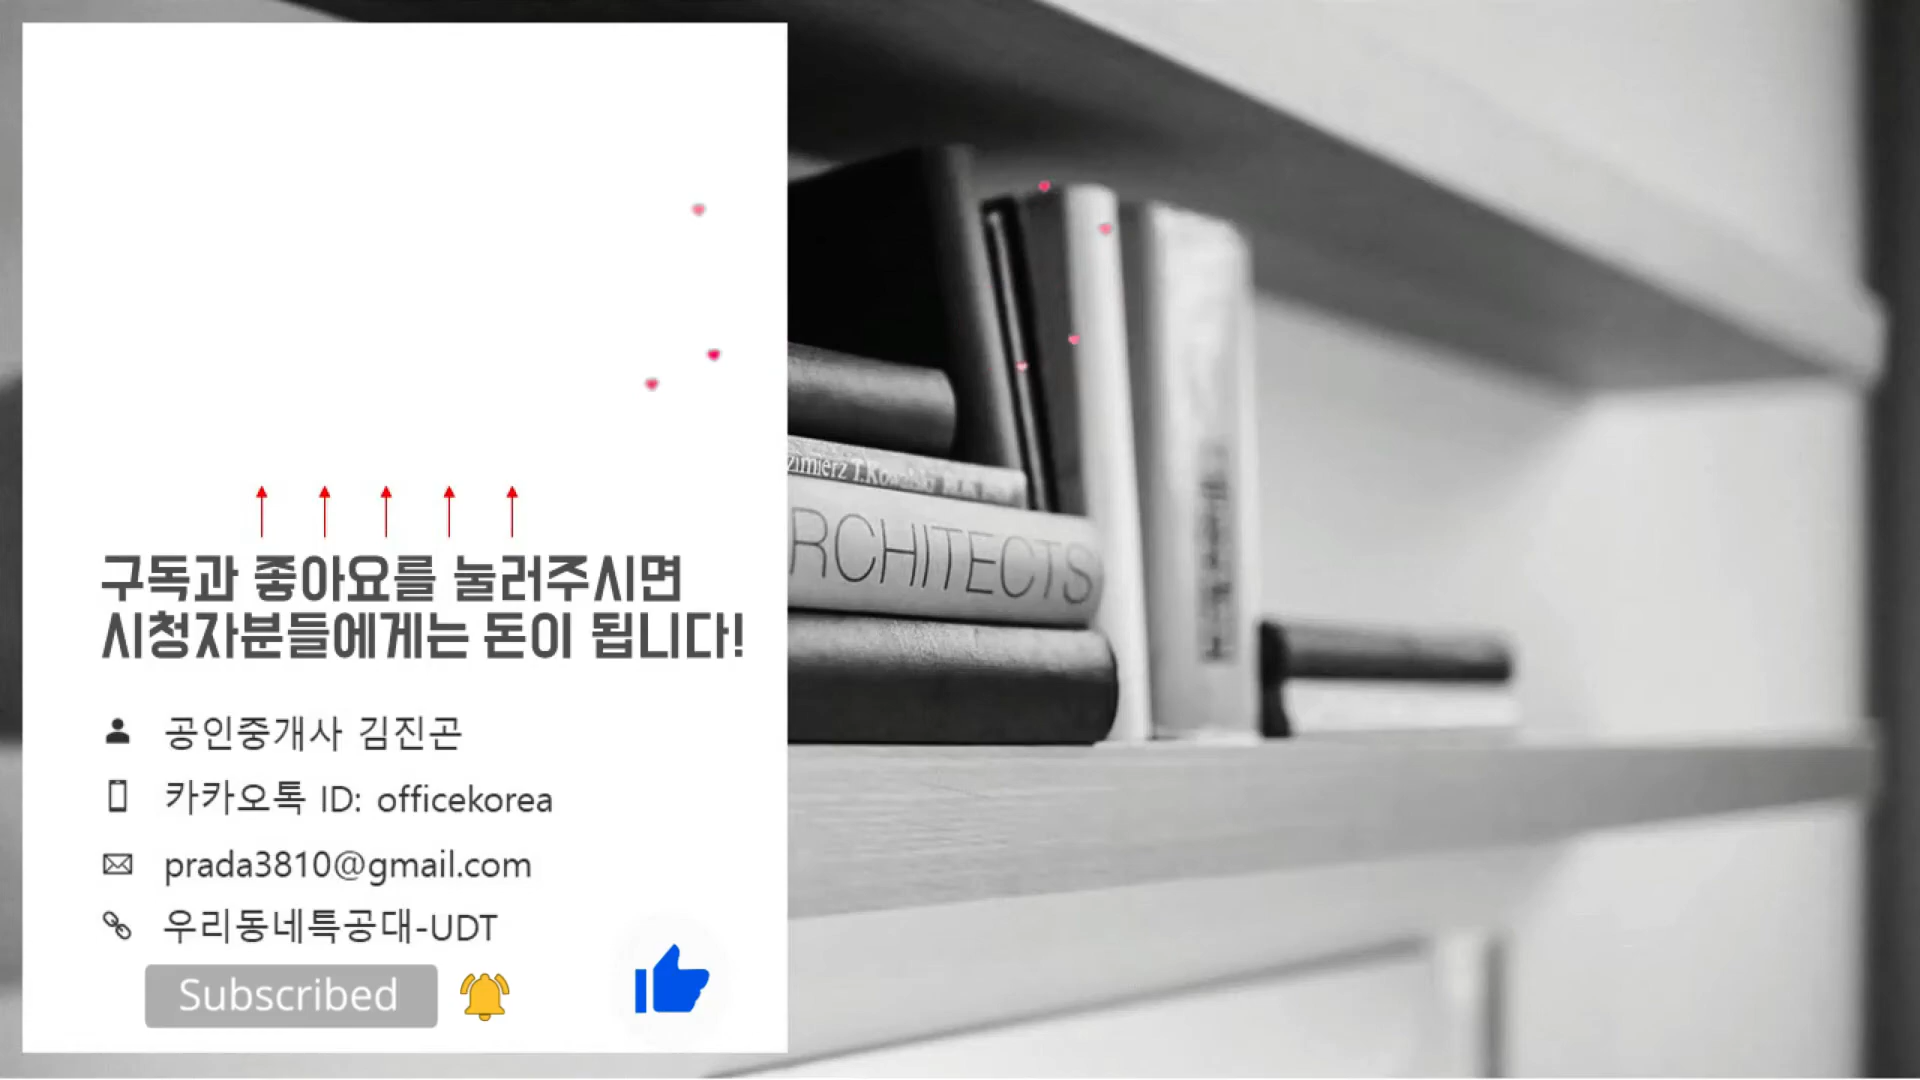 구독과 좋아요를 눌러주시면
시청자분들에게는 돈이 됩니다!
공인중개사 김진곤
카카오톡 ID: officekorea
prada3810@gmail.com
우리동네특공대-UDT
Subscribed
zimierz T.Kowalski
RCHITECTS